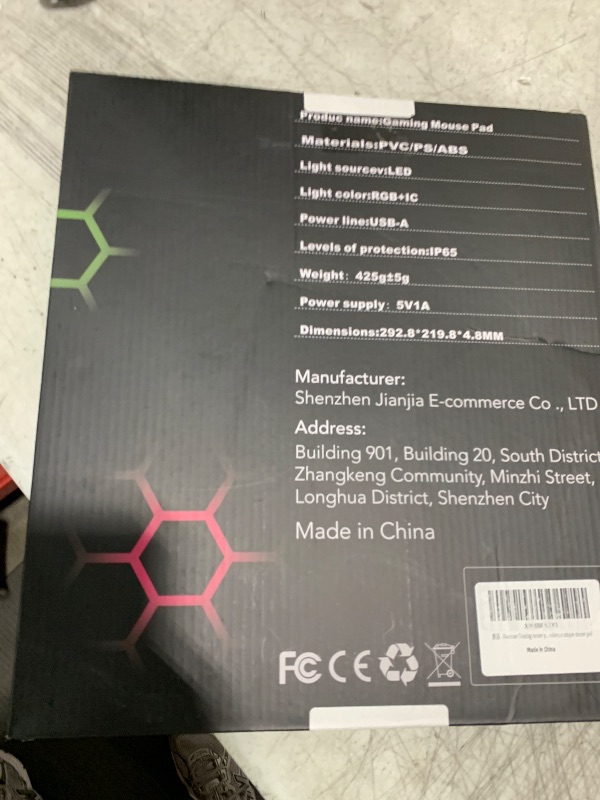 Produc name:Gaming Mouse Pad
Materials:PVC/PS/ABS
Light sourcev:LED
Light color:RGB+IC
Power line:USB-A
Levels of protection:IP65
Weight: 425g±5g
Power supply: 5V1A
Dimensions:292.8*219.8*4.8MM
Manufacturer:
Shenzhen Jianjia E-commerce Co ., LTD
Address:
Building 901, Building 20, South District
Zhangkeng Community, Minzhi Street,
Longhua District, Shenzhen City
Made in China
FC CE
Made in China